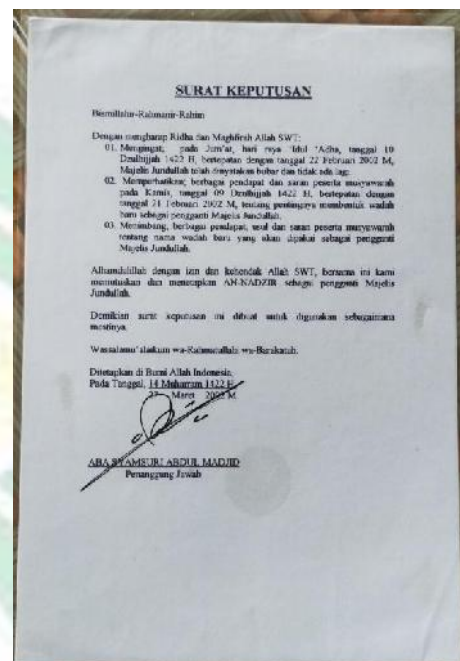 SURAT KEPUTUSAN
Bismillahir-Rahmanir-Rahim
Dengan mengharap Ridha dan Maghfirah Allah SWT:
01. Mengingat, pada Jum'at, hari raya 'Idul 'Adha, tanggal 10
Dzulhijjah 1422 H, bertepatan dengan tanggal 22 Februari 2002 M,
Majelis Jundullah telah dinyatakan bubar dan tidak ada lagi
02. Memperhatikan, berbagai pendapat dan saran peserta musyawarah
pada Kamis, tanggal 09 Dzulhijjah 1422 H, bertepatan dengan
tanggal 21 Februari 2002 M, tentang pentingnya membentuk wadah
baru sebagai pengganti Majelis Jundullah.
03. Menimbang, berbagai pendapat, usul dan saran peserta musyawarah
tentang nama wadah baru yang akan dipakai sebagai pengganti
Majelis Jundullah.
Alhamdulillah dengan izin dan kehendak Allah SWT, bersama ini kami
memutuskan dan menetapkan AN-NADZIR sebagai pengganti Majelis
Jundullah.
Demikian surat keputusan ini dibuat untuk digunakan sebagaimana
mestinya.
Wassalamu'alaikum wa-Rahmatullahi wa-Barakatuh.
Ditetapkan di Bumi Allah Indonesia,
Pada Tanggal, 14 Muharram 1422 H
Maret 2002 M
ABA SYAMSURI ABDUL MADJID
Penanggung Jawab